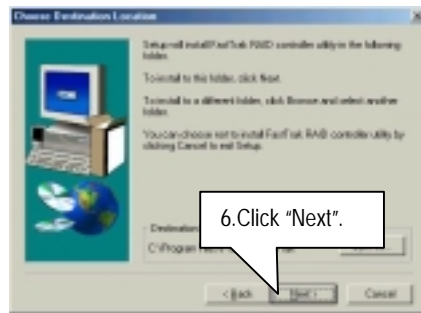 Choose Destination Location
Setup will install FastTrak RAID controller utility in the following
folder.
To install to this folder, click Next.
To install to a different folder, click Browse and select another
folder.
You can choose not to install FastTrak RAID controller utility by
clicking Cancel to exit Setup.
6.Click "Next".
Destination
C:\Program
< Back
Next >
Cancel